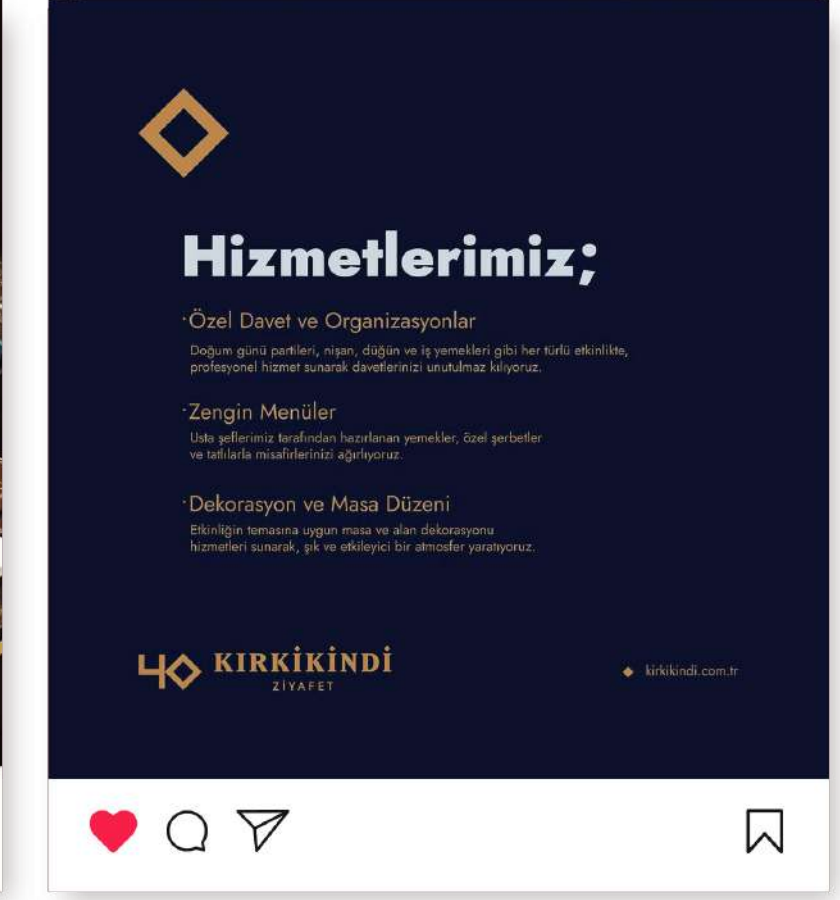 Hizmetlerimiz;
·Özel Davet ve Organizasyonlar
Doğum günü partileri, nişan, düğün ve iş yemekleri gibi her türlü etkinlikte,
profesyonel hizmet sunarak davetlerinizi unutulmaz kılıyoruz.
·Zengin Menüler
Usta şeflerimiz tarafından hazırlanan yemekler, özel şerbetler
ve tatlılarla misafirlerinizi ağırlıyoruz.
·Dekorasyon ve Masa Düzeni
Etkinliğin temasına uygun masa ve alan dekorasyonu
hizmetleri sunarak, şık ve etkileyici bir atmosfer yaratıyoruz.
40 KIRKİKİNDİ
ZİYAFET
kirkikindi.com.tr